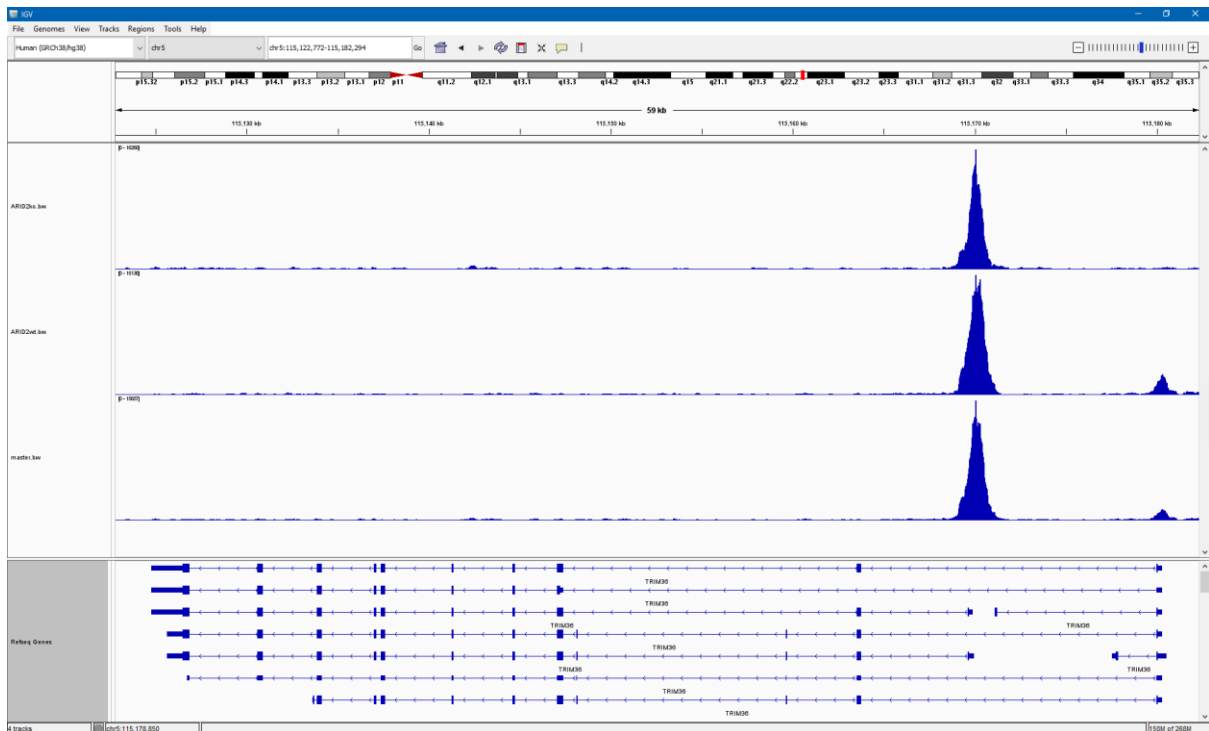 IGV
File Genomes View Tracks Regions Tools Help
Human (GRCh38/hg38) chr5 chr5:115,122,772-115,182,294 Go
p15.32 p15.2 p15.1 p14.3 p14.1 p13.3 p13.2 p13.1 p12 p11 q11.2 q12.1 q13.1 q13.3 q14.2 q14.3 q15 q21.1 q21.3 q22.2 q23.1 q23.2 q23.3 q31.1 q31.2 q31.3 q32 q33.1 q33.3 q34 q35.1 q35.2 q35.3
59 kb
115,130 kb 115,140 kb 115,150 kb 115,160 kb 115,170 kb 115,180 kb
ARID2ko.bw
ARID2wt.bw
master.bw
Refseq Genes
TRIM36
TRIM36
TRIM36 TRIM36
TRIM36
TRIM36 TRIM36
TRIM36
TRIM36
4 tracks chr5:115,178,850 150M of 268M